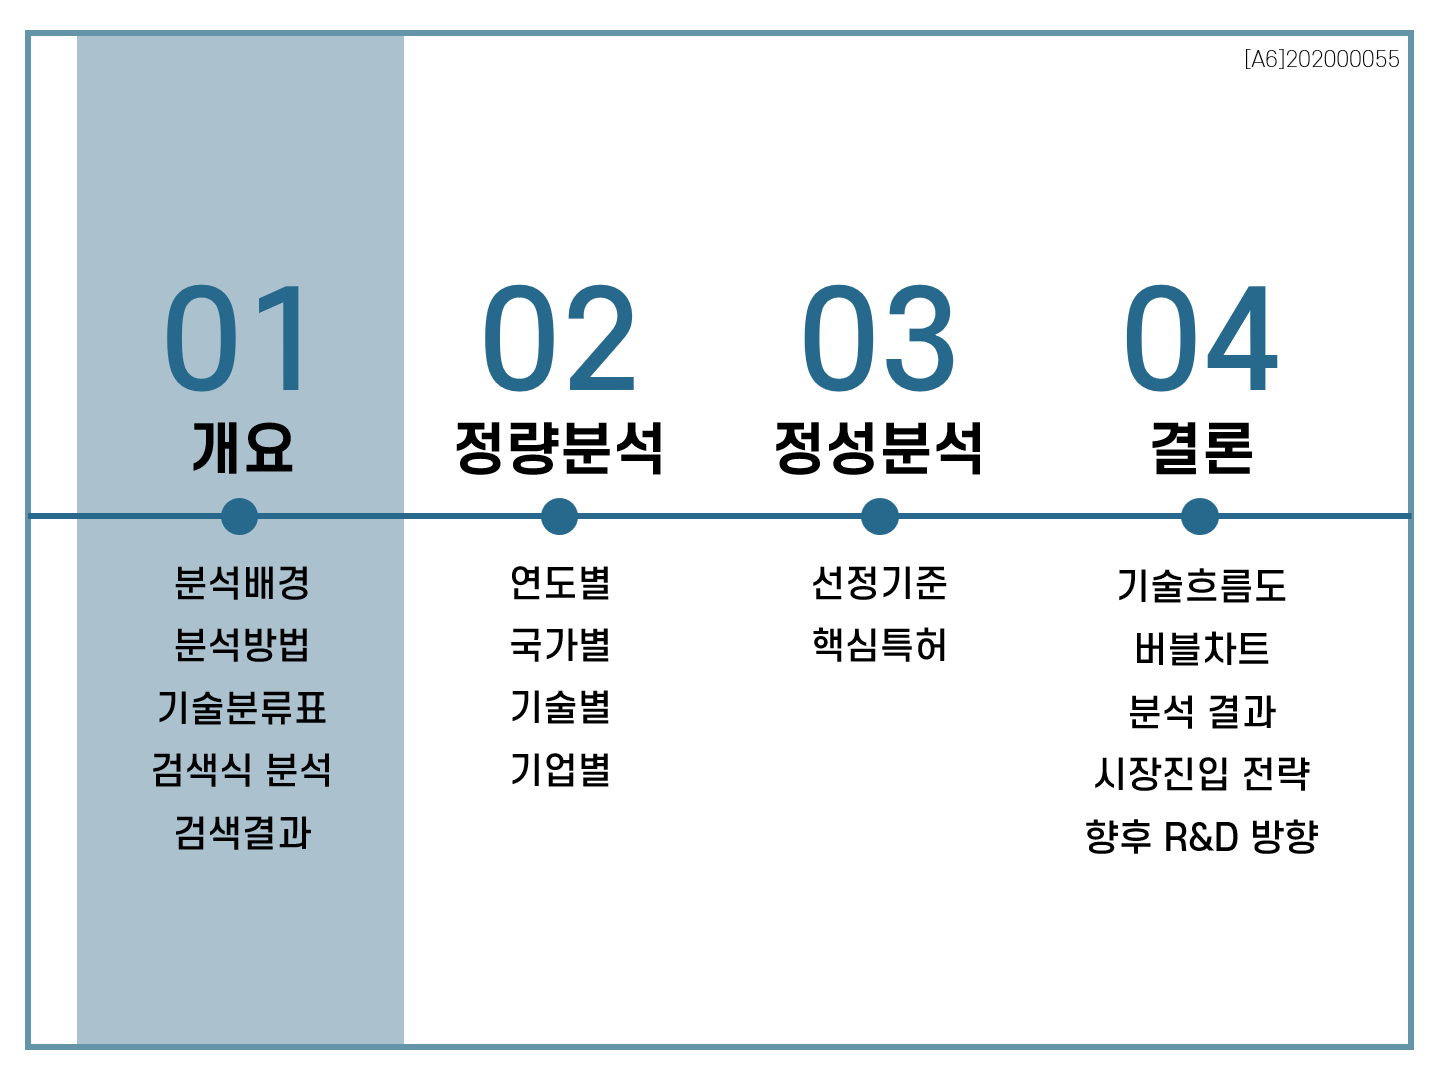 [A6]202000055
01
개요
분석배경
분석방법
기술분류표
검색식 분석
검색결과
02
정량분석
연도별
국가별
기술별
기업별
03
정성분석
선정기준
핵심특허
04
결론
기술흐름도
버블차트
분석 결과
시장진입 전략
향후 R&D 방향